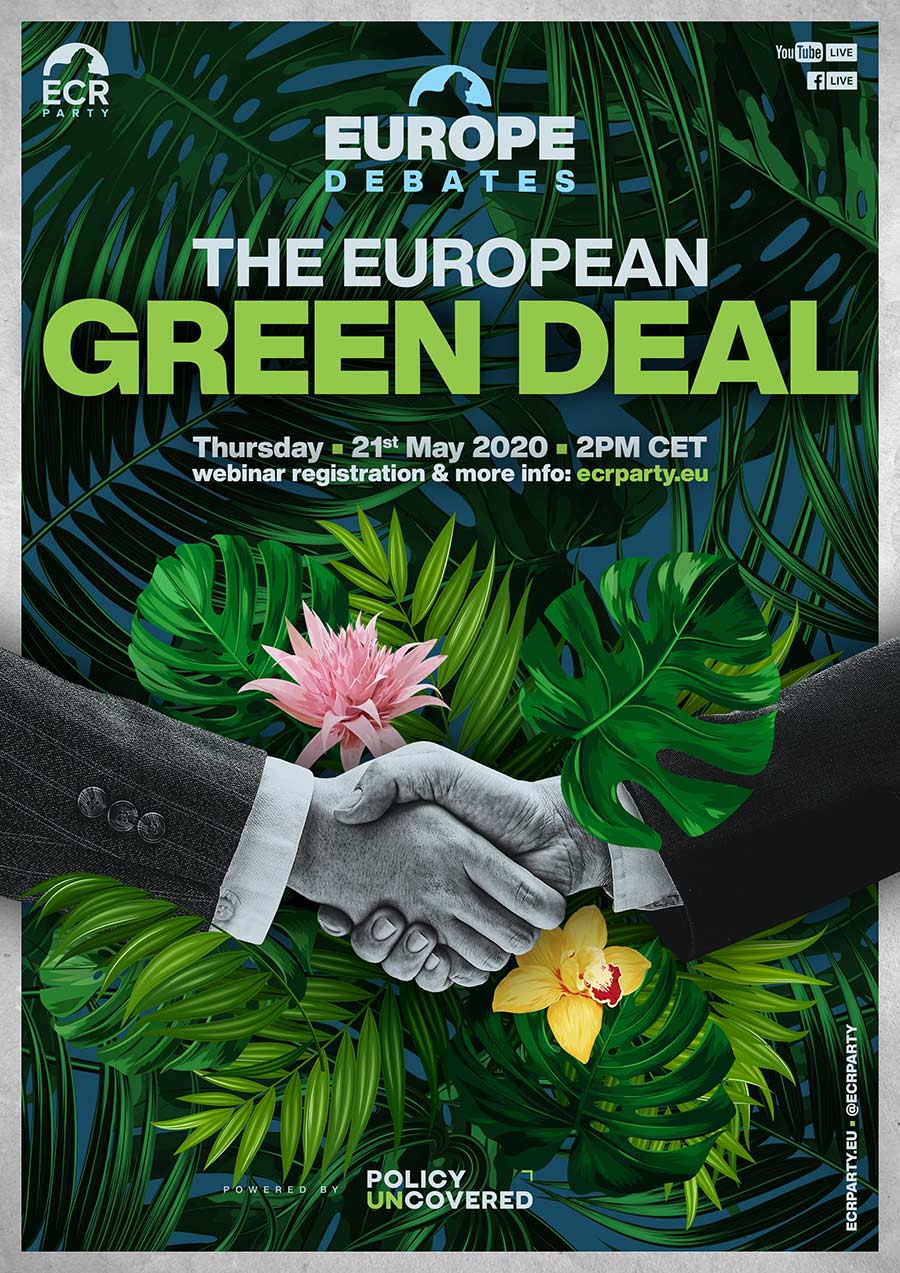 ECR
PARTY
YouTube LIVE
f LIVE
EUROPE
DEBATES
THE EUROPEAN
GREEN DEAL
Thursday ▪ 21st May 2020 ▪ 2PM CET
webinar registration & more info: ecrparty.eu
ECRPARTY.EU ▪ @ECRPARTY
POWERED BY
POLICY
UNCOVERED